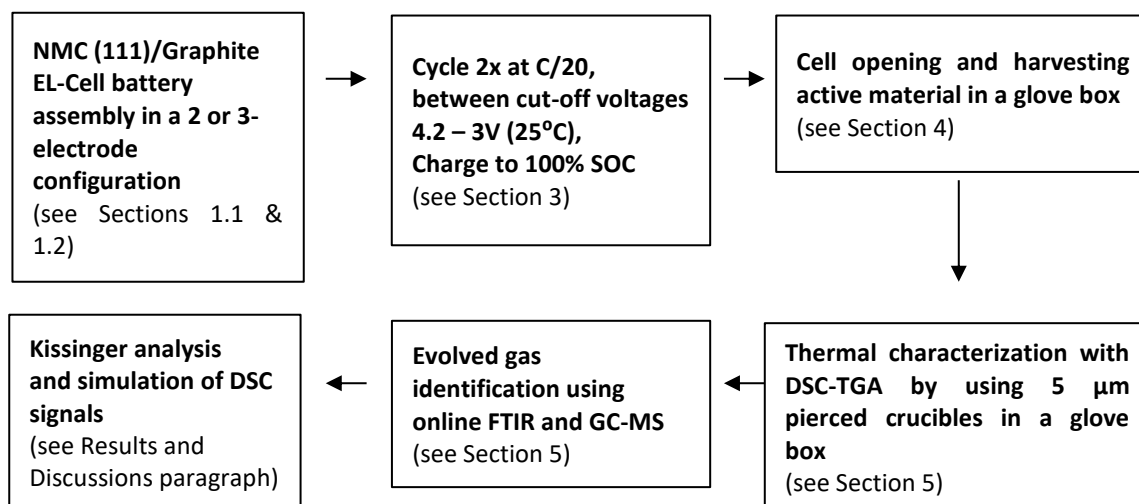 NMC (111)/Graphite
EL-Cell battery
assembly in a 2 or 3-
electrode
configuration
(see Sections 1.1 &
1.2)
Cycle 2x at C/20,
between cut-off voltages
4.2 – 3V (25⁰C),
Charge to 100% SOC
(see Section 3)
Cell opening and harvesting
active material in a glove box
(see Section 4)
Thermal characterization with
DSC-TGA by using 5 µm
pierced crucibles in a glove
box
(see Section 5)
Evolved gas
identification using
online FTIR and GC-MS
(see Section 5)
Kissinger analysis
and simulation of DSC
signals
(see Results and
Discussions paragraph)